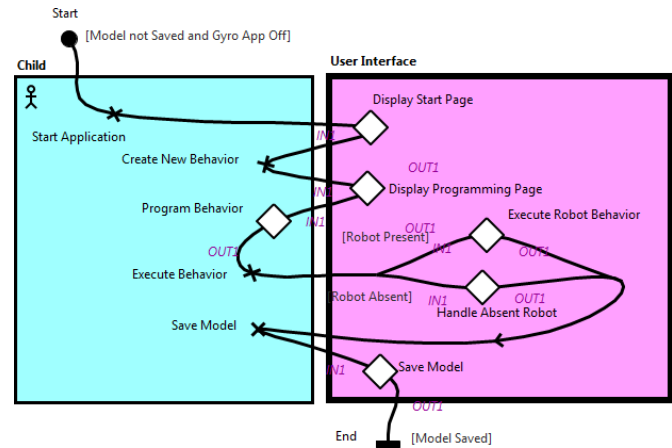 Start
[Model not Saved and Gyro App Off]
Child
User Interface
Display Start Page
Start Application
IN1
Create New Behavior
OUT1
IN1
Display Programming Page
Program Behavior
IN1
OUT1
Execute Robot Behavior
[Robot Present]
IN1
OUT1
OUT1
Execute Behavior
[Robot Absent]
IN1
OUT1
Handle Absent Robot
Save Model
IN1
Save Model
OUT1
End
[Model Saved]